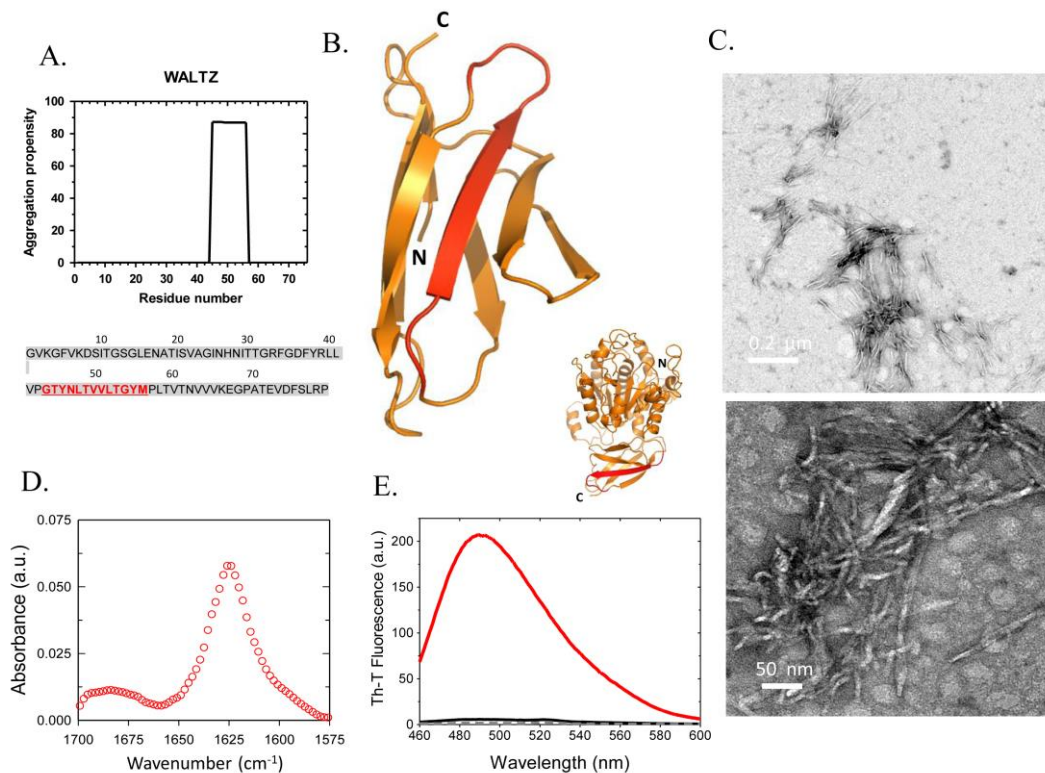 A.
WALTZ
100
80
60
40
20
0
Aggregation propensity
0 10 20 30 40 50 60 70
Residue number
10 20 30 40
GVKGFVKDSITGSGLENATISVAGINHNITTGRFGDFYRLL
50 60 70
VPGTYNLTVVLTGYMPLTVTNVVVKEGPATEVDFSLRP
B.
C
N
N
C
C.
0.2 µm
50 nm
D.
0.075
0.050
0.025
0.000
Absorbance (a.u.)
1700 1675 1650 1625 1600 1575
Wavenumber (cm⁻¹)
E.
200
150
100
50
0
Th-T Fluorescence (a.u.)
460 480 500 520 540 560 580 600
Wavelength (nm)